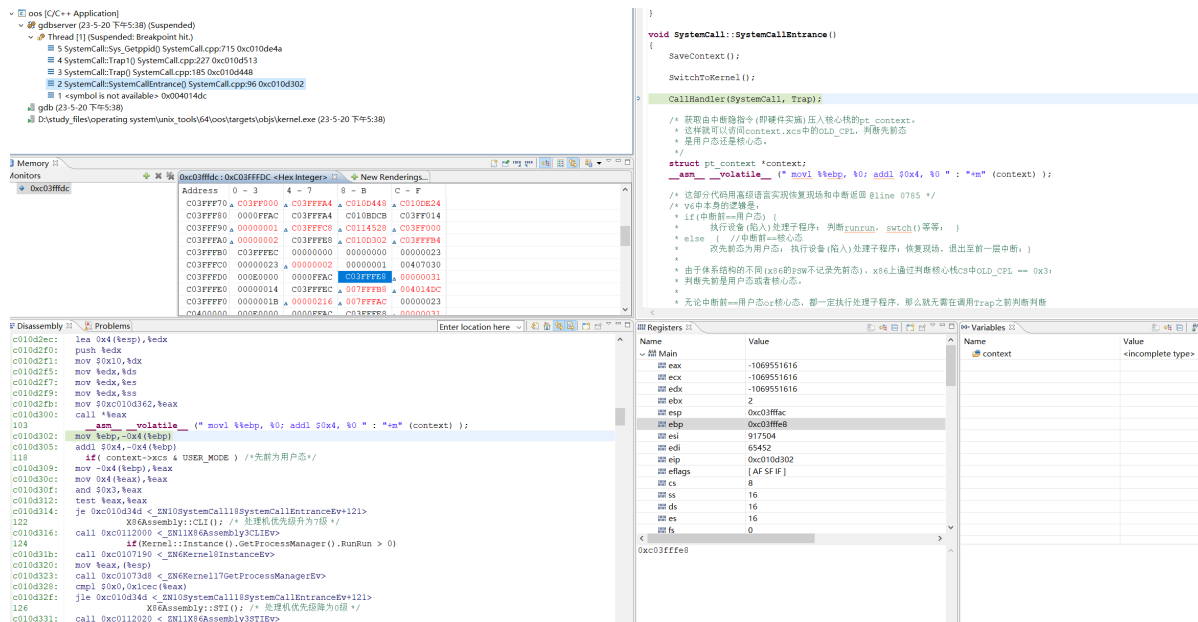 oos [C/C++ Application]
gdbserver (23-5-20 下午5:38) (Suspended)
Thread [1] (Suspended: Breakpoint hit.)
5 SystemCall::Sys_Getppid() SystemCall.cpp:715 0xc010de4a
4 SystemCall::Trap1() SystemCall.cpp:227 0xc010d513
3 SystemCall::Trap() SystemCall.cpp:185 0xc010d448
2 SystemCall::SystemCallEntrance() SystemCall.cpp:96 0xc010d302
1 <symbol is not available> 0x004014dc
gdb (23-5-20 下午5:38)
D:\study_files\operating system\unix_tools\64\oos\targets\objs\kernel.exe (23-5-20 下午5:38)
Memory
Monitors
0xc03fffdc
0xc03fffdc : 0xC03FFFDC <Hex Integer>
New Renderings...
Address 0 - 3 4 - 7 8 - B C - F
C03FFF70 C03FF000 C03FFFA4 C010D448 C010DE24
C03FFF80 0000FFAC C03FFFA4 C010BDCB C03FF014
C03FFF90 00000001 C03FFFC8 C0114528 C03FF000
C03FFFA0 00000002 C03FFFE8 C010D302 C03FFFB4
C03FFFB0 C03FFFEC 00000000 00000000 00000023
C03FFFC0 00000023 00000002 00000001 00407030
C03FFFD0 000E0000 0000FFAC C03FFFE8 00000031
C03FFFE0 00000014 C03FFFEC 007FFFB8 004014DC
C03FFFF0 0000001B 00000216 007FFFAC 00000023
C0400000 000E0000 0000FFAC C03FFFE8 00000031
Disassembly
Problems
Enter location here
c010d2ec: lea 0x4(%esp),%edx
c010d2f0: push %edx
c010d2f1: mov $0x10,%dx
c010d2f5: mov %edx,%ds
c010d2f7: mov %edx,%es
c010d2f9: mov %edx,%ss
c010d2fb: mov $0xc010d362,%eax
c010d300: call *%eax
103 __asm__ __volatile__ (" movl %%ebp, %0; addl $0x4, %0 " : "+m" (context) );
c010d302: mov %ebp,-0x4(%ebp)
c010d305: addl $0x4,-0x4(%ebp)
118 if( context->xcs & USER_MODE ) /*先前为用户态*/
c010d309: mov -0x4(%ebp),%eax
c010d30c: mov 0x4(%eax),%eax
c010d30f: and $0x3,%eax
c010d312: test %eax,%eax
c010d314: je 0xc010d34d <_ZN10SystemCall18SystemCallEntranceEv+121>
122 X86Assembly::CLI(); /* 处理机优先级升为7级 */
c010d316: call 0xc0112000 <_ZN11X86Assembly3CLIEv>
124 if(Kernel::Instance().GetProcessManager().RunRun > 0)
c010d31b: call 0xc0107190 <_ZN6Kernel8InstanceEv>
c010d320: mov %eax,(%esp)
c010d323: call 0xc01073d8 <_ZN6Kernel17GetProcessManagerEv>
c010d328: cmpl $0x0,0x1cec(%eax)
c010d32f: jle 0xc010d34d <_ZN10SystemCall18SystemCallEntranceEv+121>
126 X86Assembly::STI(); /* 处理机优先级降为0级 */
c010d331: call 0xc0112020 <_ZN11X86Assembly3STIEv>
}
void SystemCall::SystemCallEntrance()
{
SaveContext();
SwitchToKernel();
CallHandler(SystemCall, Trap);
/* 获取由中断隐指令(即硬件实施)压入核心栈的pt_context。
* 这样就可以访问context.xcs中的OLD_CPL，判断先前态
* 是用户态还是核心态。
*/
struct pt_context *context;
__asm__ __volatile__ (" movl %%ebp, %0; addl $0x4, %0 " : "+m" (context) );
/* 这部分代码用高级语言实现恢复现场和中断返回 @line 0785 */
/* V6中本身的逻辑是:
* if(中断前==用户态) {
* 执行设备(陷入)处理子程序; 判断runrun, swtch()等等; }
* else { //中断前==核心态
* 改先前态为用户态; 执行设备(陷入)处理子程序; 恢复现场, 退出至前一层中断; }
*
* 由于体系结构的不同(x86的PSW不记录先前态)，x86上通过判断核心栈CS中OLD_CPL == 0x3;
* 判断先前是用户态或者核心态。
*
* 无论中断前==用户态or核心态，都一定执行处理子程序，那么就无需在调用Trap之前判断判断
Registers
Name Value
Main
eax -1069551616
ecx -1069551616
edx -1069551616
ebx 2
esp 0xc03fffac
ebp 0xc03fffe8
esi 917504
edi 65452
eip 0xc010d302
eflags [ AF SF IF ]
cs 8
ss 16
ds 16
es 16
fs 0
0xc03fffe8
Variables
Name Value
context <incomplete type>